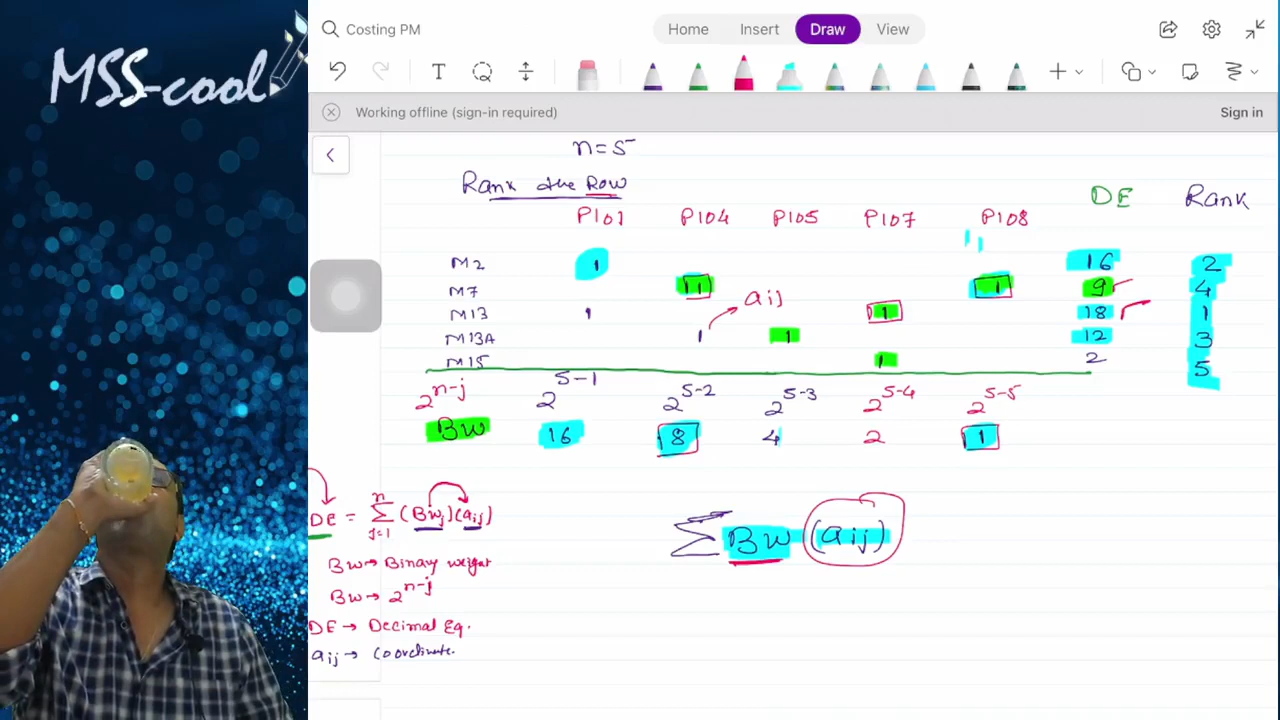 MSS-cool
Costing PM
Home Insert Draw View
Working offline (sign-in required) Sign in
n=5
Rank the Row
DE Rank
P101 P104 P105 P107 P108
M2 1 16 2
M7 1 1 9 4
M13 1 1 18 1
aij
M13A 1 1 12 3
M15 1 2 5
2^n-j 2^5-1 2^5-2 2^5-3 2^5-4 2^5-5
BW 16 8 4 2 1
DE = n∑j=1 (BWj)(aij)
∑ BW (aij)
BW→ Binary weight
BW→ 2^n-j
DE → Decimal Eq.
aij → Coordinate.